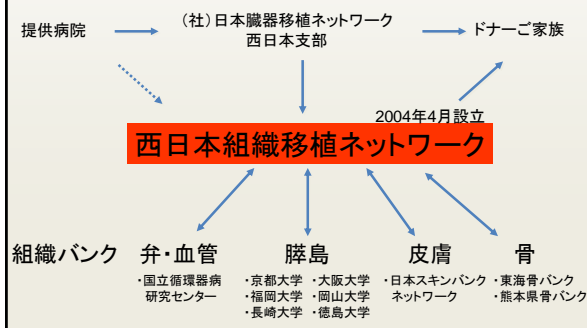 提供病院
（社）日本臓器移植ネットワーク
西日本支部
ドナーご家族
2004年4月設立
西日本組織移植ネットワーク
組織バンク
弁・血管
・国立循環器病
研究センター
膵島
・京都大学 ・大阪大学
・福岡大学 ・岡山大学
・長崎大学 ・徳島大学
皮膚
・日本スキンバンク
ネットワーク
骨
・東海骨バンク
・熊本県骨バンク